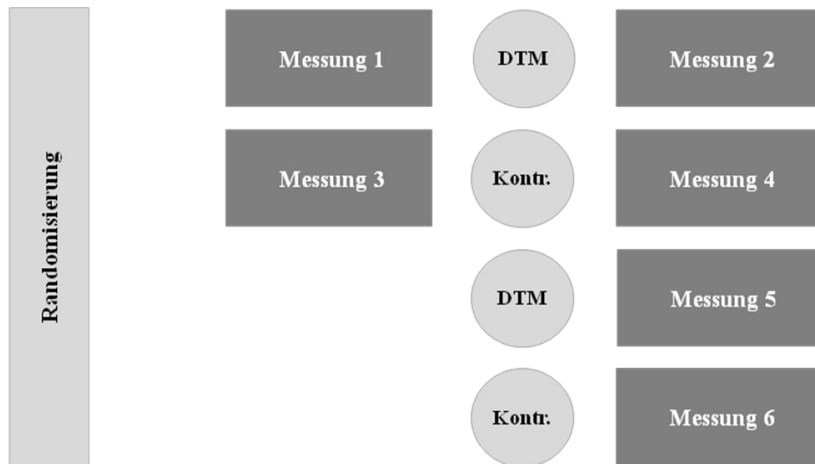 Randomisierung
Messung 1 DTM Messung 2
Messung 3 Kontr. Messung 4
DTM Messung 5
Kontr. Messung 6